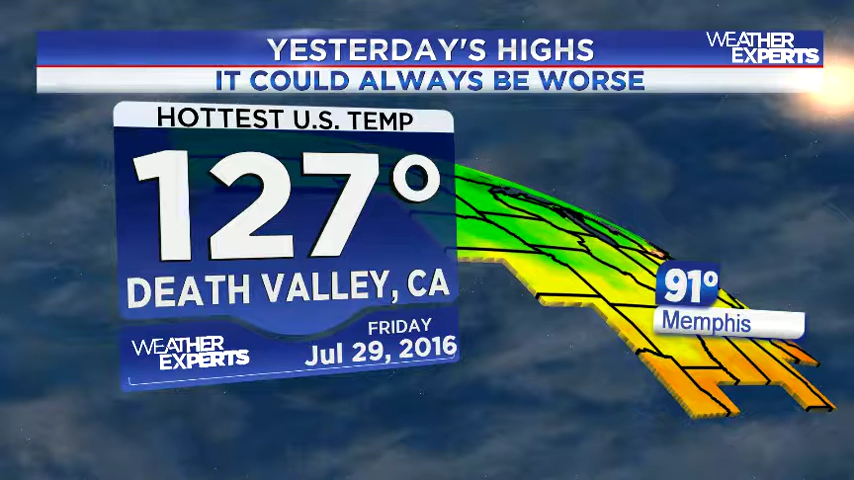 YESTERDAY'S HIGHS
WEATHER
EXPERTS
IT COULD ALWAYS BE WORSE
HOTTEST U.S. TEMP
127°
DEATH VALLEY, CA
WEATHER
EXPERTS
FRIDAY
Jul 29, 2016
91°
Memphis